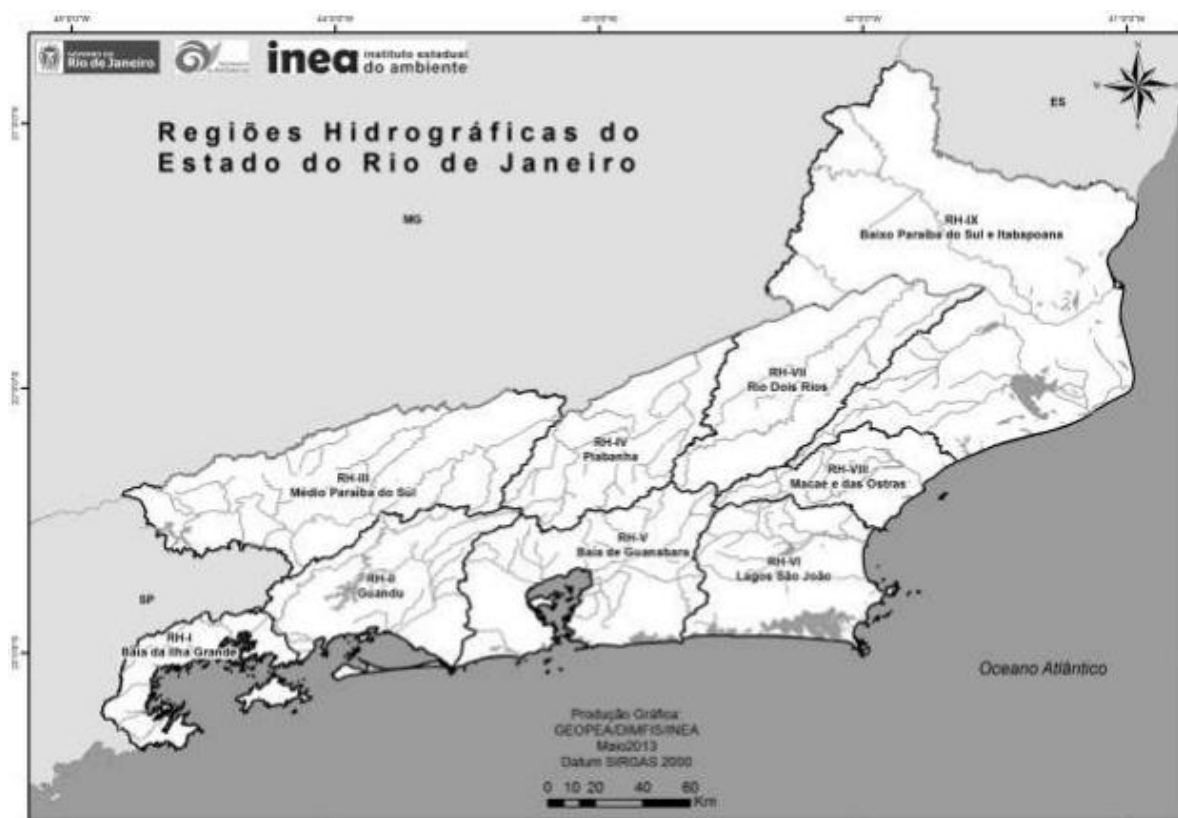 GOVERNO DO
Rio de Janeiro
inea
instituto estadual
do ambiente
Regiões Hidrográficas do
Estado do Rio de Janeiro
N
ES
MG
RH-IX
Baixo Paraíba do Sul e Itabapoana
RH-VII
Rio Dois Rios
RH-IV
Piabanha
RH-VIII
Macaé e das Ostras
RH-III
Médio Paraíba do Sul
RH-V
Baía de Guanabara
RH-VI
Lagos São João
RH-II
Guandu
SP
RH-I
Baía da Ilha Grande
Oceano Atlântico
Produção Gráfica:
GEOPEA/DIMFIS/INEA
Maio2013
Datum SIRGAS 2000
0 10 20 40 60
Km